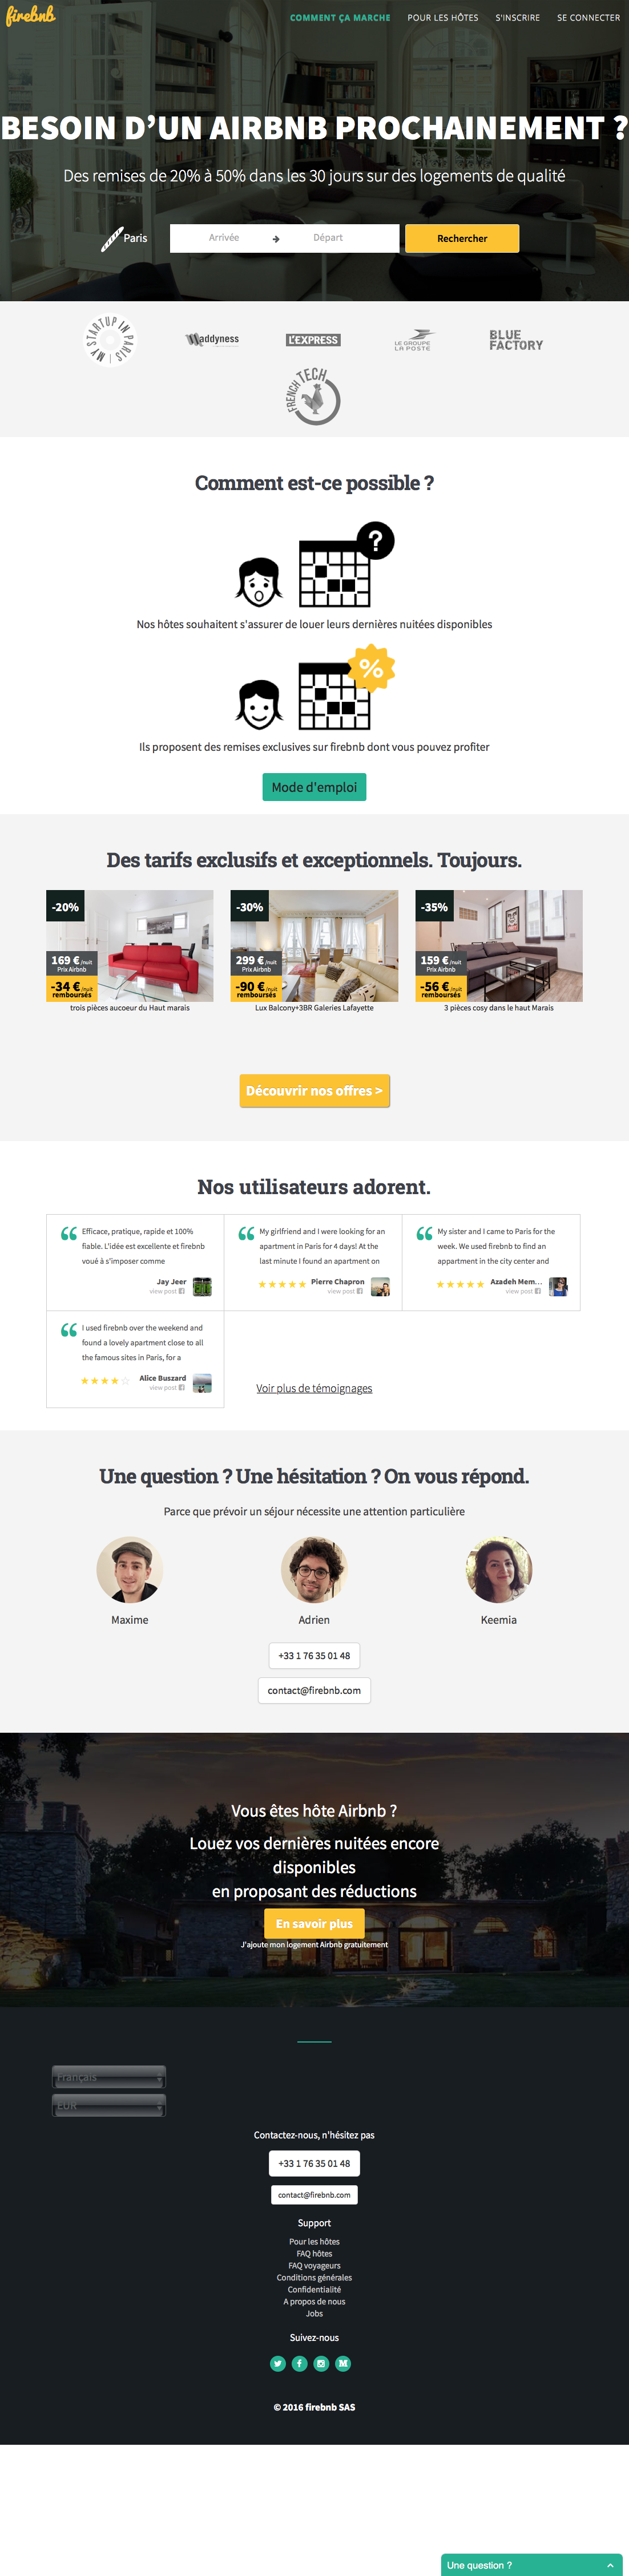 firebnb
COMMENT ÇA MARCHE
POUR LES HÔTES
S'INSCRIRE
SE CONNECTER
BESOIN D’UN AIRBNB PROCHAINEMENT ?
Des remises de 20% à 50% dans les 30 jours sur des logements de qualité
Paris
Arrivée
Départ
Rechercher
MY STARTUP IN PARIS
Maddyness
L'EXPRESS
LE GROUPE
LA POSTE
BLUE
FACTORY
FRENCH TECH
Comment est-ce possible ?
?
Nos hôtes souhaitent s'assurer de louer leurs dernières nuitées disponibles
%
Ils proposent des remises exclusives sur firebnb dont vous pouvez profiter
Mode d'emploi
Des tarifs exclusifs et exceptionnels. Toujours.
-20%
169 € /nuit
Prix Airbnb
-34 € /nuit
remboursés
trois pièces aucoeur du Haut marais
-30%
299 € /nuit
Prix Airbnb
-90 € /nuit
remboursés
Lux Balcony+3BR Galeries Lafayette
-35%
159 € /nuit
Prix Airbnb
-56 € /nuit
remboursés
3 pièces cosy dans le haut Marais
Découvrir nos offres >
Nos utilisateurs adorent.
Efficace, pratique, rapide et 100%
fiable. L'idée est excellente et firebnb
voué à s'imposer comme
Jay Jeer
view post
My girlfriend and I were looking for an
apartment in Paris for 4 days! At the
last minute I found an apartment on
Pierre Chapron
view post
My sister and I came to Paris for the
week. We used firebnb to find an
appartment in the city center and
Azadeh Mem...
view post
I used firebnb over the weekend and
found a lovely apartment close to all
the famous sites in Paris, for a
Alice Buszard
view post
Voir plus de témoignages
Une question ? Une hésitation ? On vous répond.
Parce que prévoir un séjour nécessite une attention particulière
Maxime
Adrien
Keemia
+33 1 76 35 01 48
contact@firebnb.com
Vous êtes hôte Airbnb ?
Louez vos dernières nuitées encore
disponibles
en proposant des réductions
En savoir plus
J'ajoute mon logement Airbnb gratuitement
Français
EUR
Contactez-nous, n'hésitez pas
+33 1 76 35 01 48
contact@firebnb.com
Support
Pour les hôtes
FAQ hôtes
FAQ voyageurs
Conditions générales
Confidentialité
A propos de nous
Jobs
Suivez-nous
© 2016 firebnb SAS
Une question ?